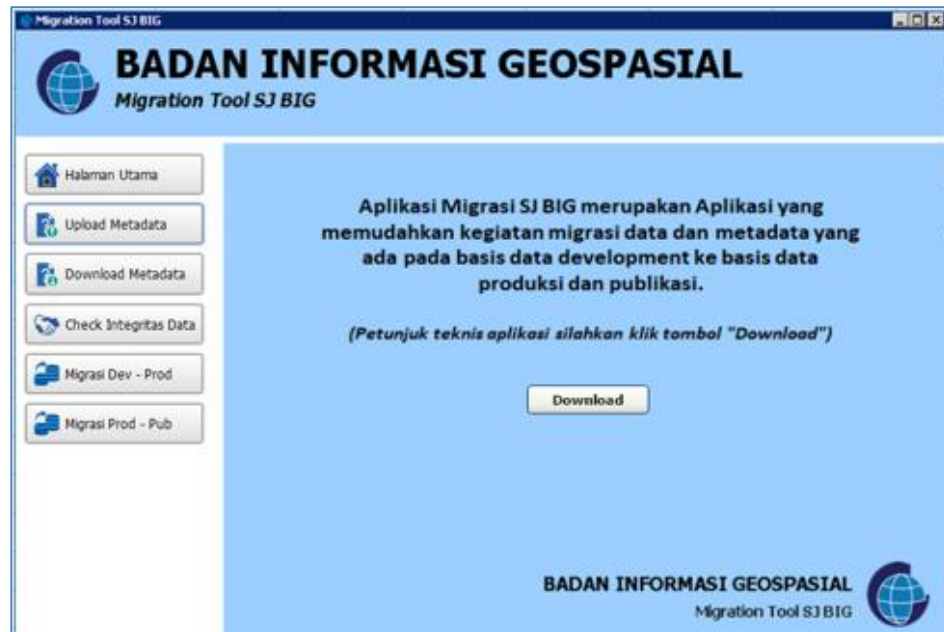 Migration Tool SJ BIG
BADAN INFORMASI GEOSPASIAL
Migration Tool SJ BIG
Halaman Utama
Upload Metadata
Download Metadata
Check Integritas Data
Migrasi Dev - Prod
Migrasi Prod - Pub
Aplikasi Migrasi SJ BIG merupakan Aplikasi yang
memudahkan kegiatan migrasi data dan metadata yang
ada pada basis data development ke basis data
produksi dan publikasi.
(Petunjuk teknis aplikasi silahkan klik tombol "Download")
Download
BADAN INFORMASI GEOSPASIAL
Migration Tool SJ BIG